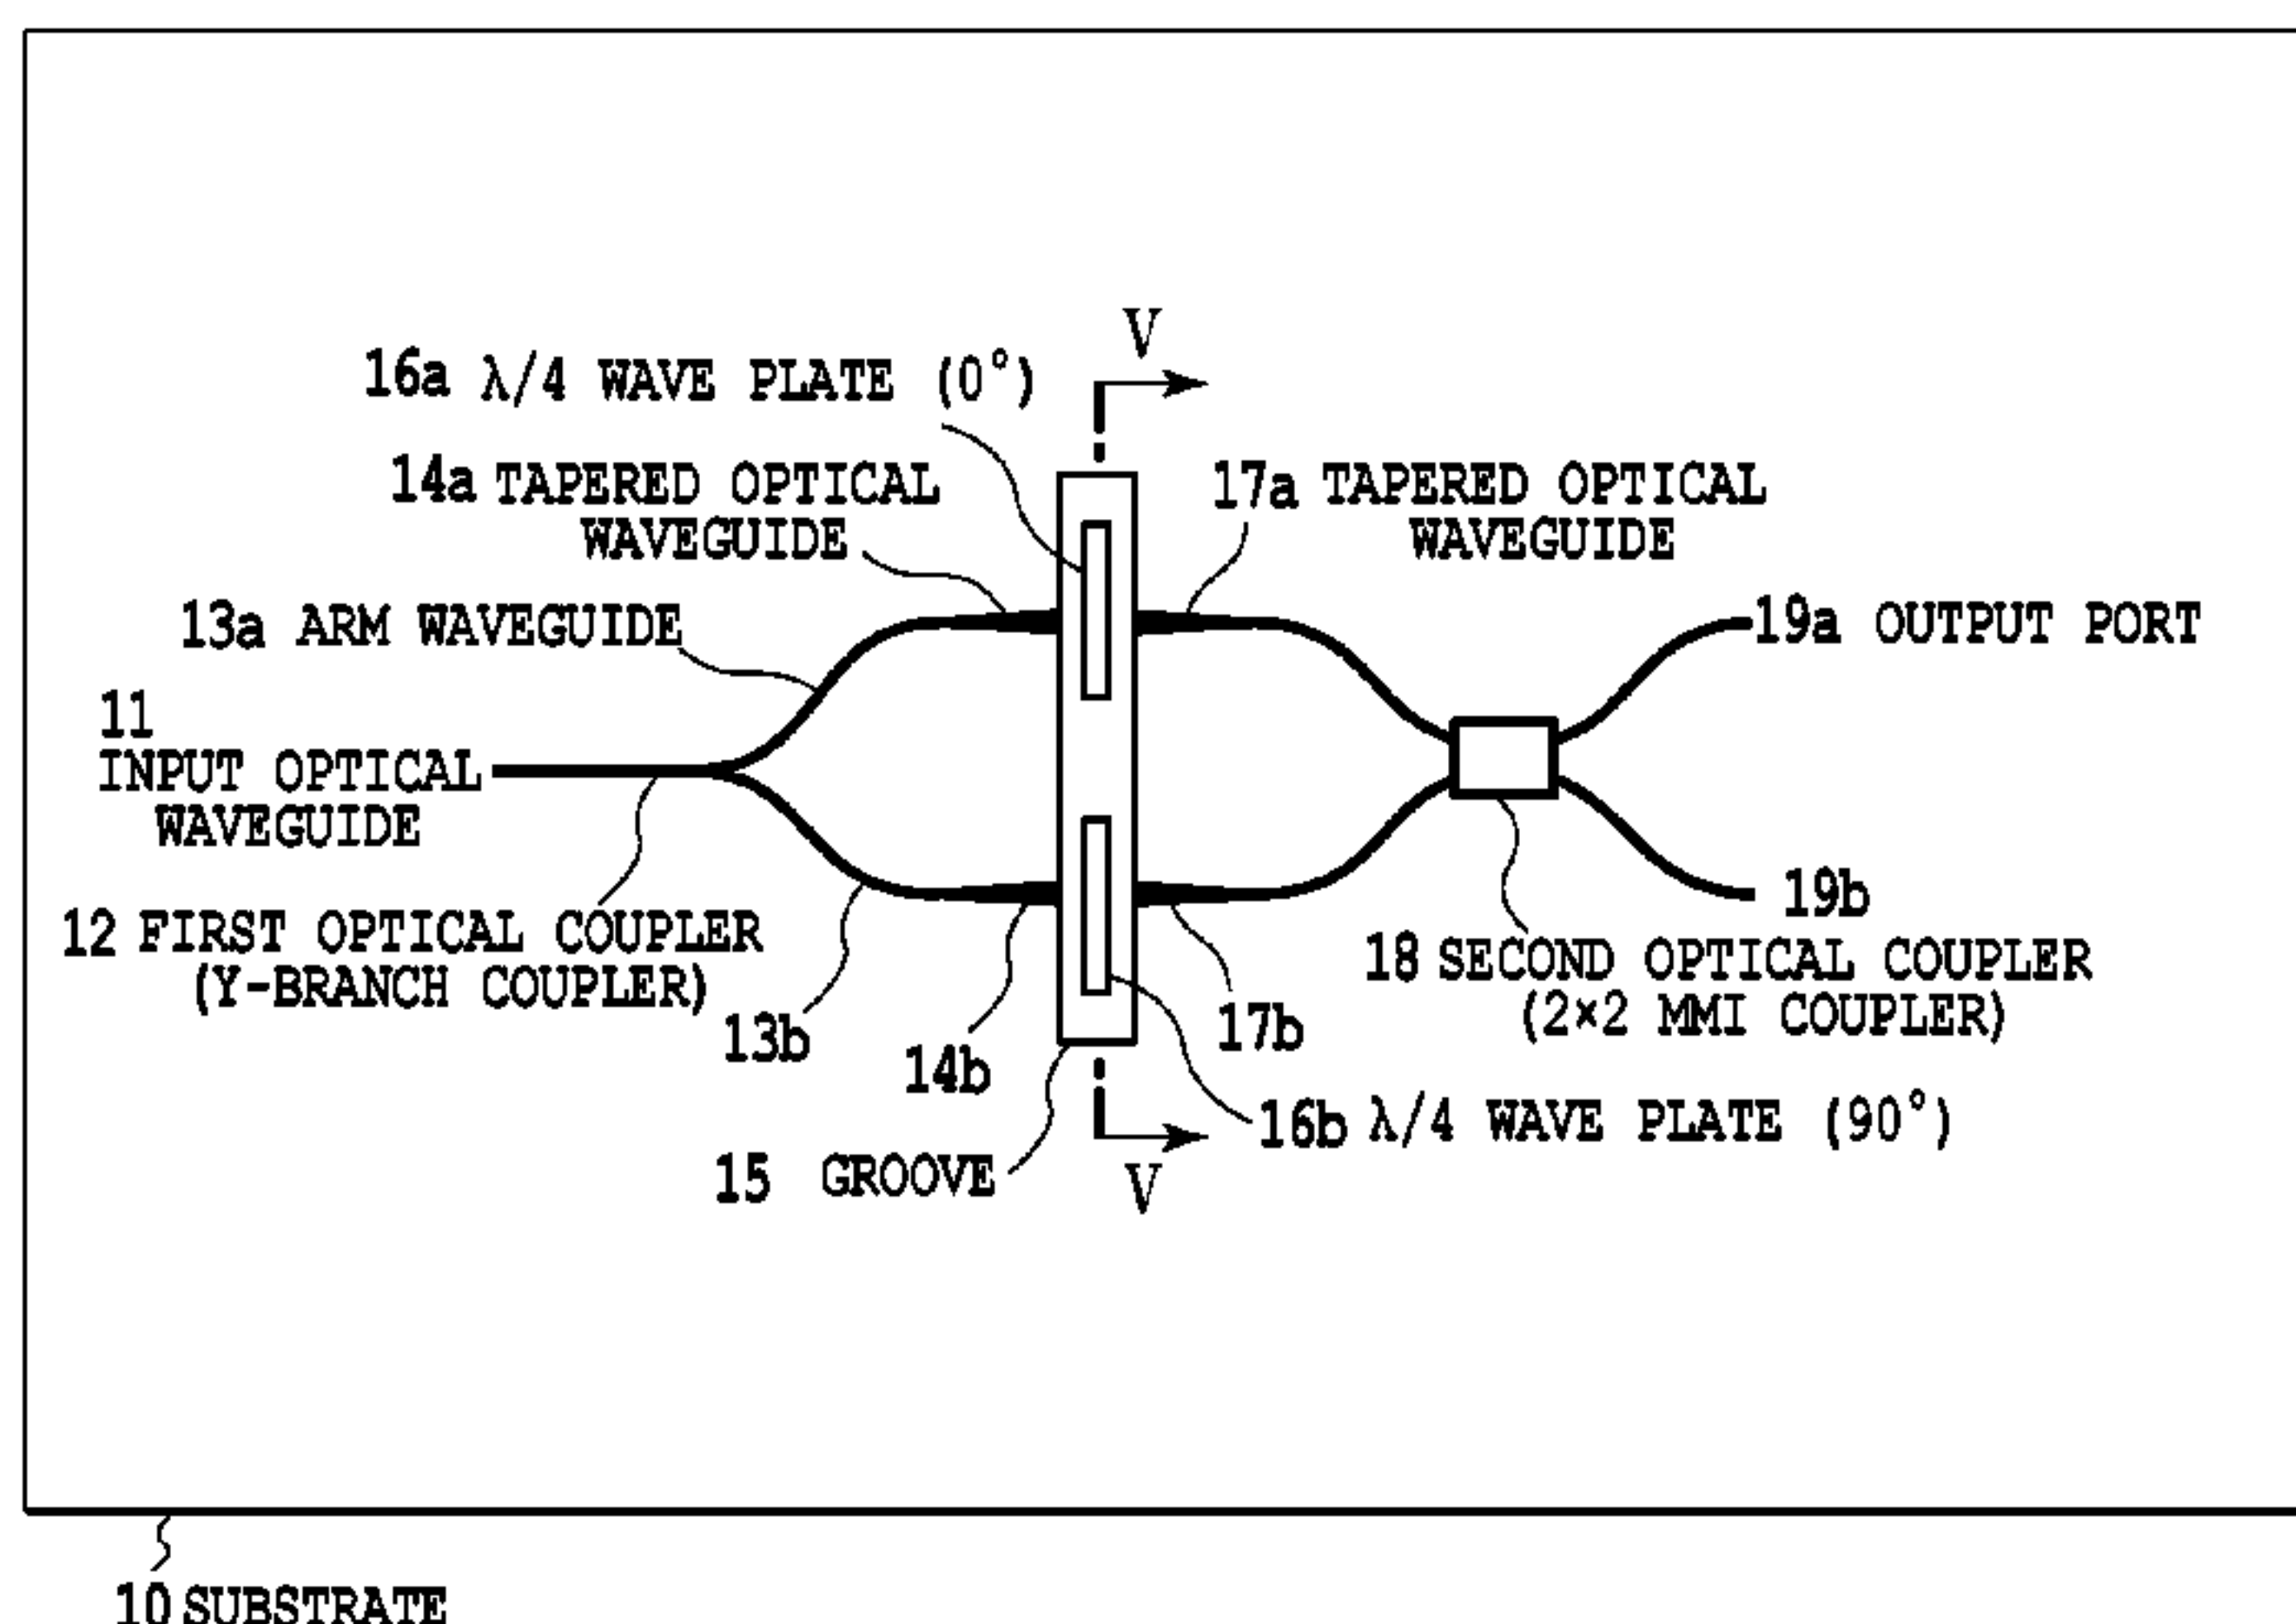 V
16a λ/4 WAVE PLATE (0°)
14a TAPERED OPTICAL
WAVEGUIDE
17a TAPERED OPTICAL
WAVEGUIDE
13a ARM WAVEGUIDE
19a OUTPUT PORT
11
INPUT OPTICAL
WAVEGUIDE
19b
12 FIRST OPTICAL COUPLER
(Y-BRANCH COUPLER)
18 SECOND OPTICAL COUPLER
(2×2 MMI COUPLER)
13b
14b
17b
16b λ/4 WAVE PLATE (90°)
15 GROOVE
V
10 SUBSTRATE